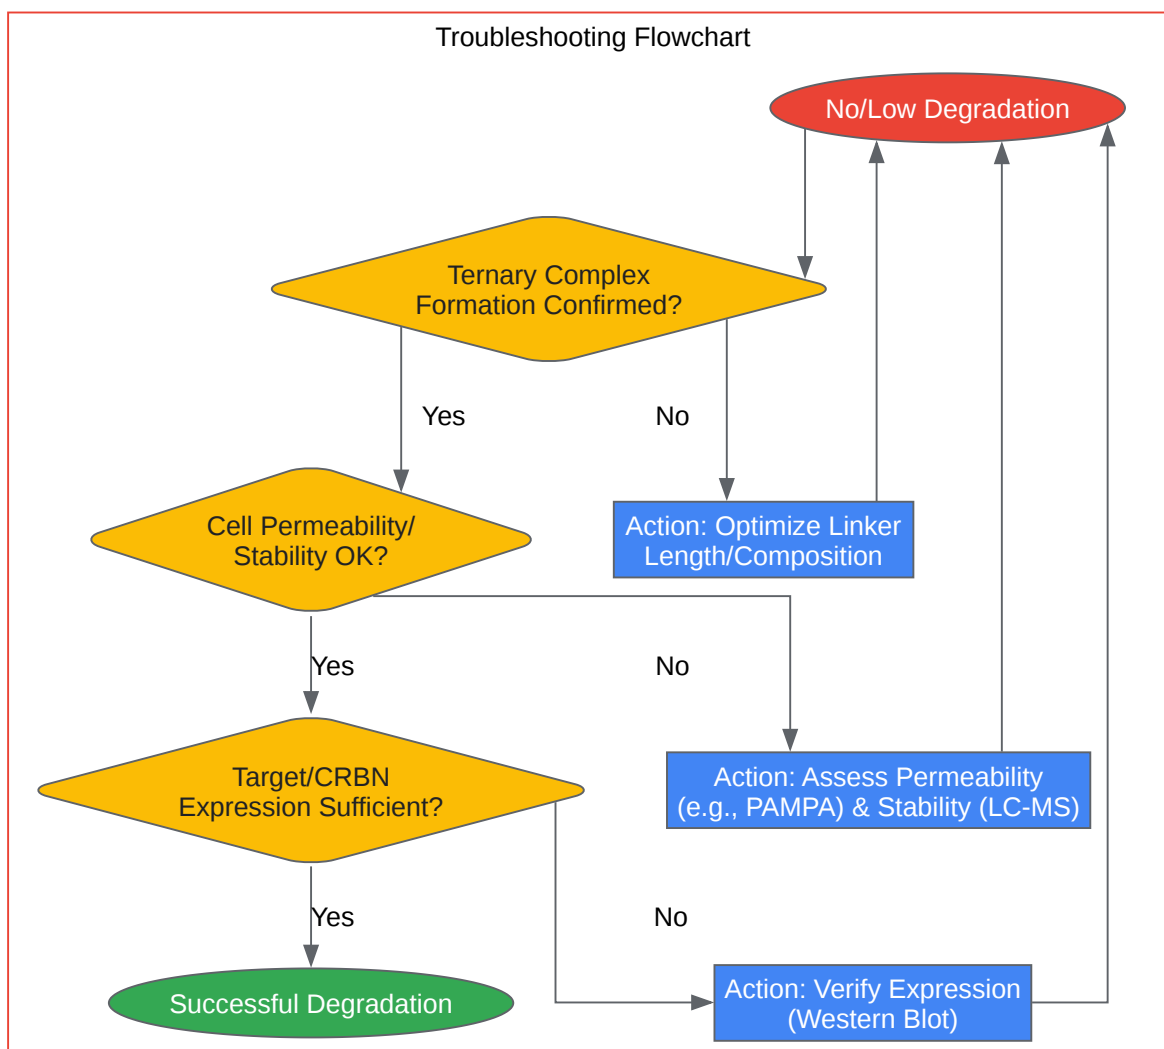 Troubleshooting Flowchart
No/Low Degradation
Ternary Complex
Formation Confirmed?
Yes
No
Cell Permeability/
Stability OK?
Action: Optimize Linker
Length/Composition
Yes
No
Target/CRBN
Expression Sufficient?
Action: Assess Permeability
(e.g., PAMPA) & Stability (LC-MS)
Yes
No
Successful Degradation
Action: Verify Expression
(Western Blot)